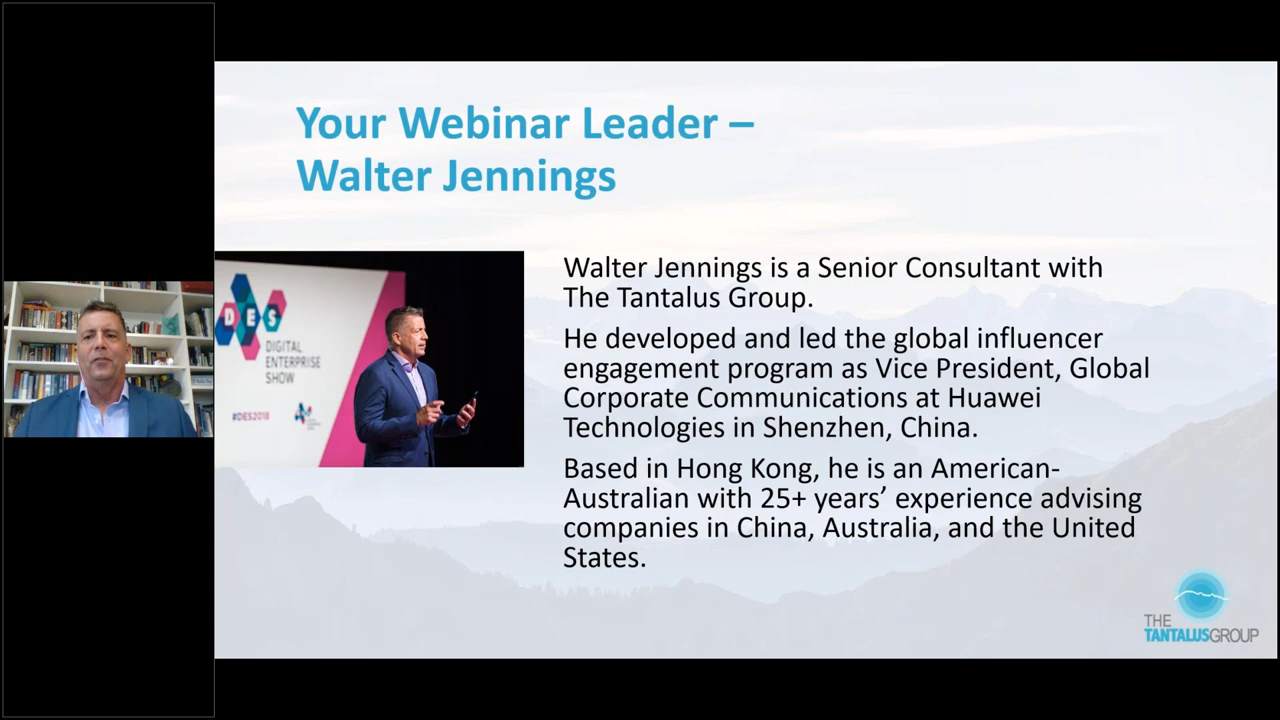 Your Webinar Leader –
Walter Jennings
DES
DIGITAL
ENTERPRISE
SHOW
#DES2018
Walter Jennings is a Senior Consultant with
The Tantalus Group.
He developed and led the global influencer
engagement program as Vice President, Global
Corporate Communications at Huawei
Technologies in Shenzhen, China.
Based in Hong Kong, he is an American-
Australian with 25+ years’ experience advising
companies in China, Australia, and the United
States.
THE
TANTALUSGROUP